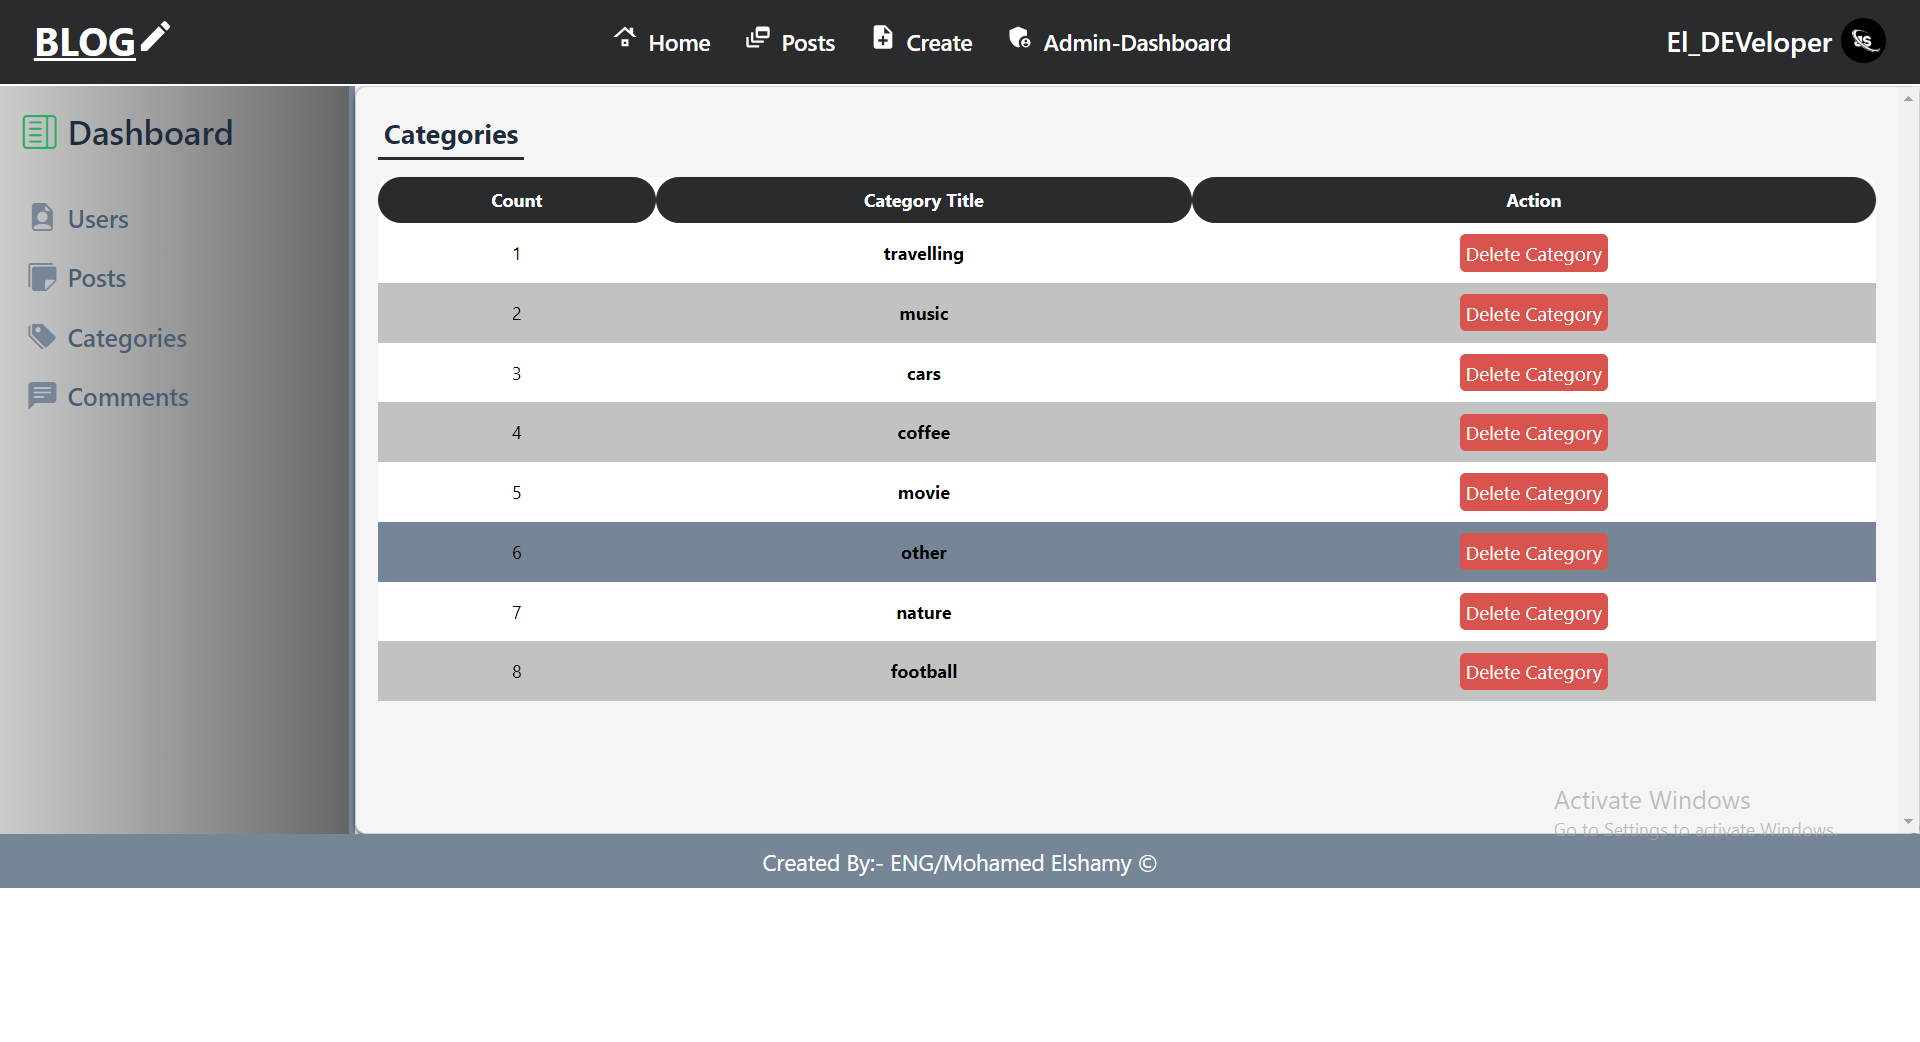 BLOG
Home Posts Create Admin-Dashboard
El_DEVeloper
Dashboard
Users
Posts
Categories
Comments
Categories
Count Category Title Action
1 travelling Delete Category
2 music Delete Category
3 cars Delete Category
4 coffee Delete Category
5 movie Delete Category
6 other Delete Category
7 nature Delete Category
8 football Delete Category
Activate Windows
Go to Settings to activate Windows.
Created By:- ENG/Mohamed Elshamy ©